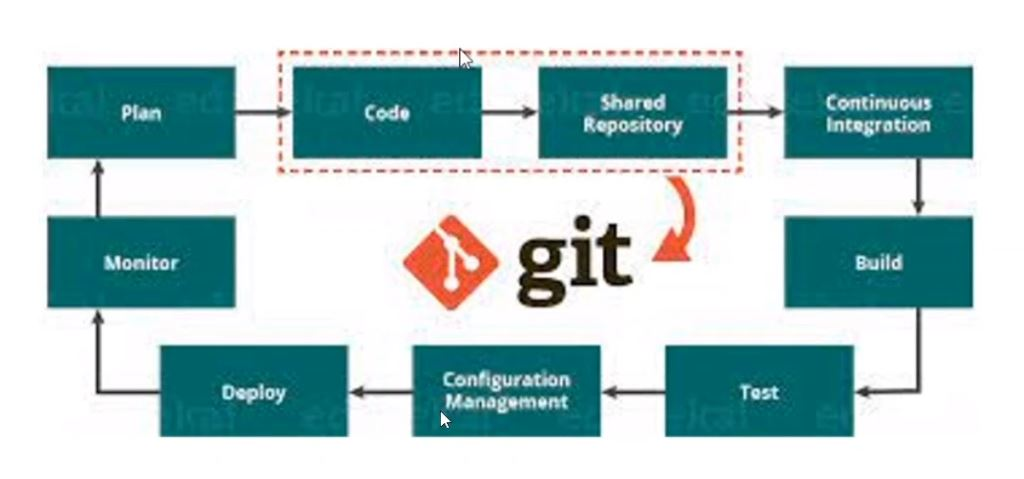 Plan
Code
Shared
Repository
Continuous
Integration
Monitor
git
Build
Deploy
Configuration
Management
Test